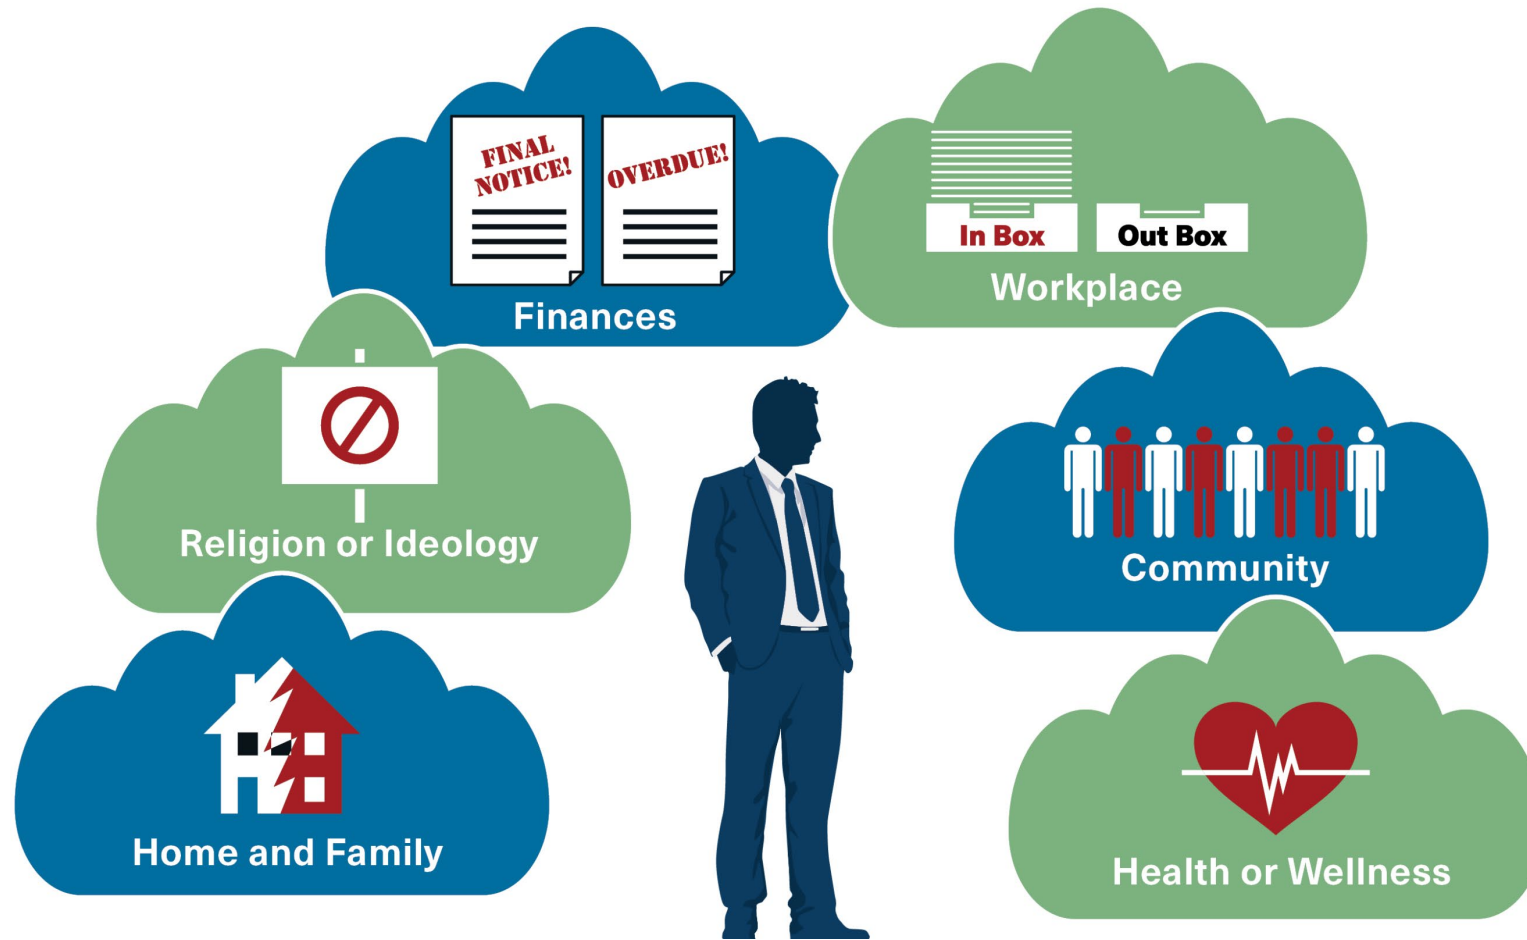 FINAL
NOTICE!
OVERDUE!
Finances
In Box
Out Box
Workplace
Religion or Ideology
Community
Home and Family
Health or Wellness